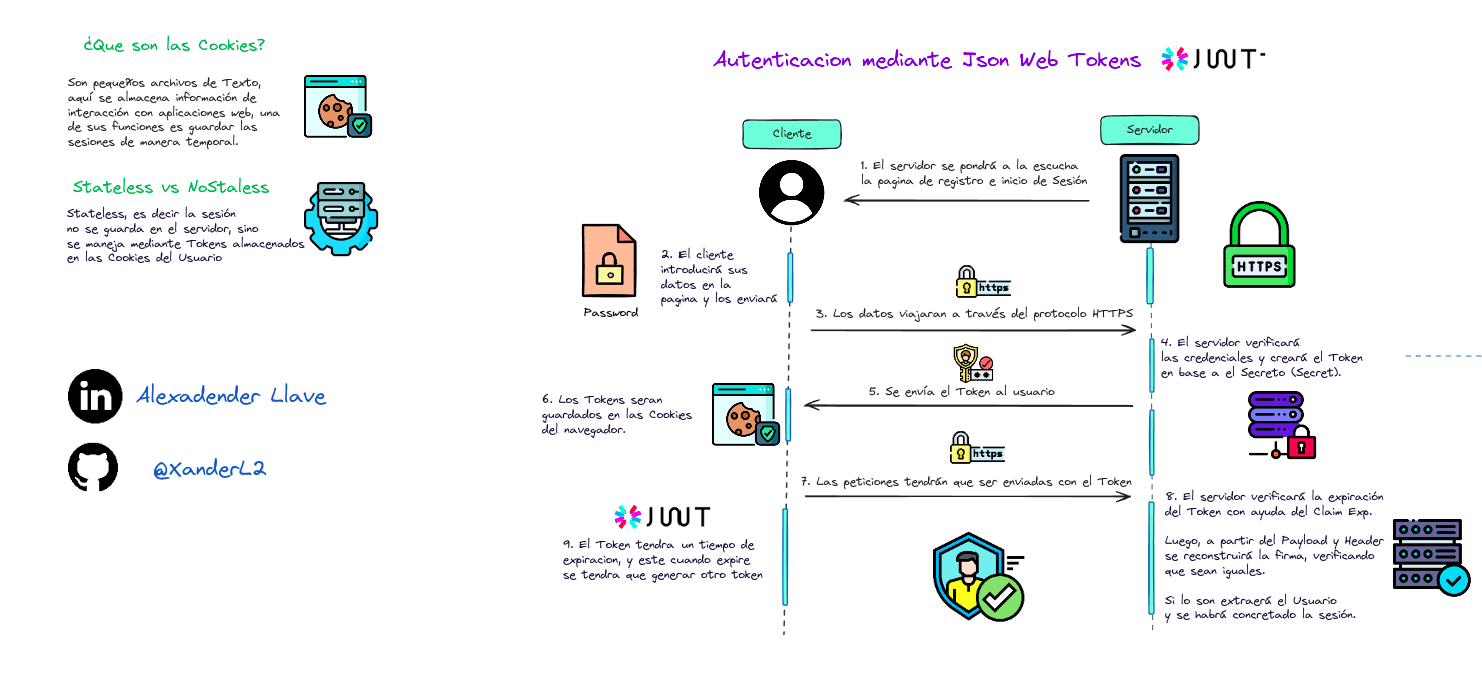 ¿Que son las Cookies?
Son pequeños archivos de Texto,
aquí se almacena información de
interacción con aplicaciones web, una
de sus funciones es guardar las
sesiones de manera temporal.
Stateless vs NoStaless
Stateless, es decir la sesión
no se guarda en el servidor, sino
se maneja mediante Tokens almacenados
en las Cookies del Usuario
in
Alexadender Llave
@XanderL2
Autenticacion mediante Json Web Tokens
JWT
Cliente
Servidor
1. El servidor se pondrá a la escucha
la pagina de registro e inicio de Sesión
HTTPS
Password
2. El cliente
introducirá sus
datos en la
pagina y los enviará
https
3. Los datos viajaran a través del protocolo HTTPS
4. El servidor verificará
las credenciales y creará el Token
en base a el Secreto (Secret).
5. Se envía el Token al usuario
6. Los Tokens seran
guardados en las Cookies
del navegador.
https
7. Las peticiones tendrán que ser enviadas con el Token
8. El servidor verificará la expiración
del Token con ayuda del Claim Exp.
Luego, a partir del Payload y Header
se reconstruirá la firma, verificando
que sean iguales.
Si lo son extraerá el Usuario
y se habrá concretado la sesión.
JWT
9. El Token tendra un tiempo de
expiracion, y este cuando expire
se tendra que generar otro token